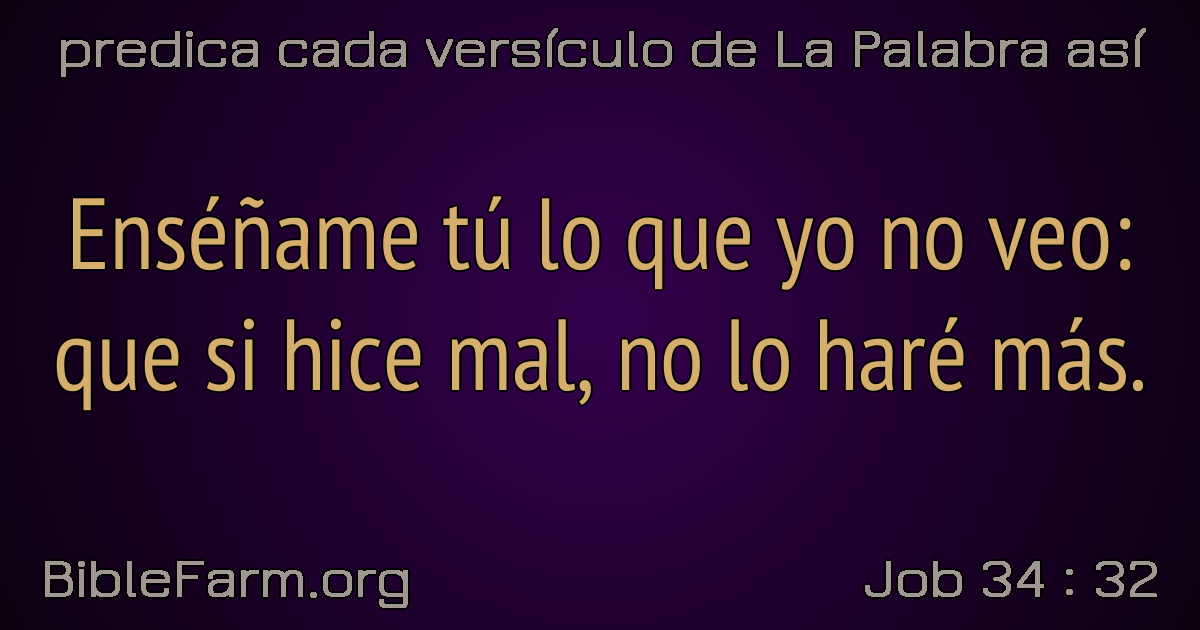 predica cada versículo de La Palabra así
Enséñame tú lo que yo no veo:
que si hice mal, no lo haré más.
BibleFarm.org
Job 34 : 32